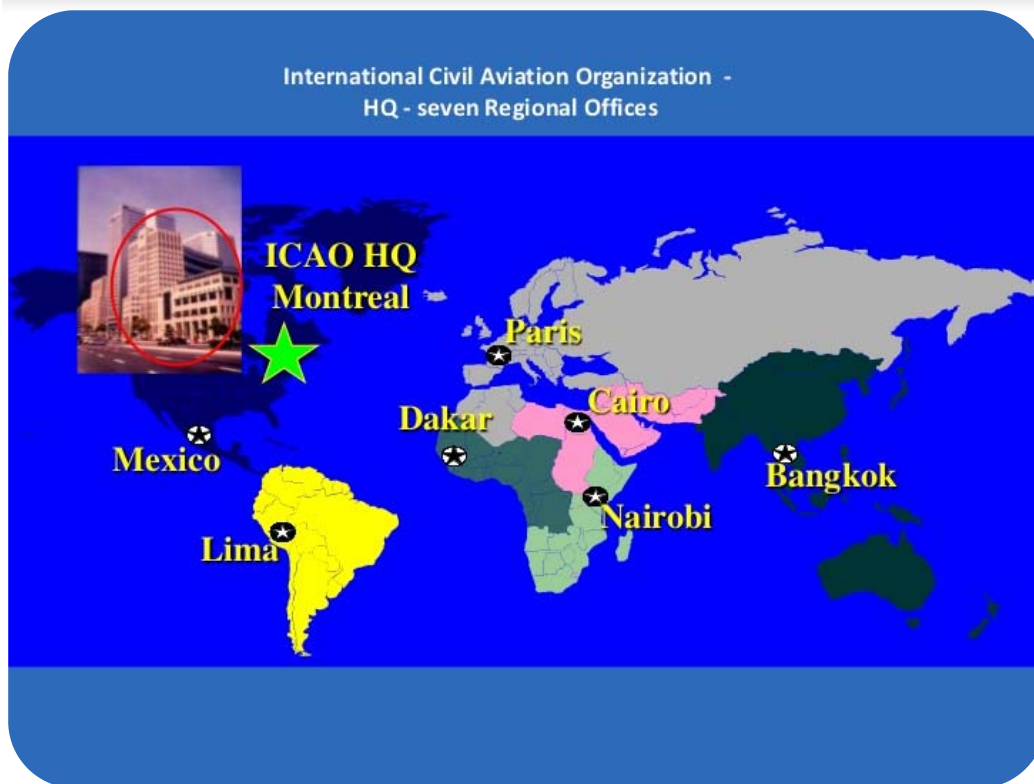 International Civil Aviation Organization -
HQ - seven Regional Offices
ICAO HQ
Montreal
Paris
Cairo
Dakar
Mexico
Bangkok
Nairobi
Lima